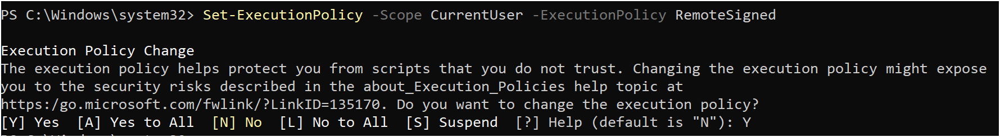 PS C:\Windows\system32> Set-ExecutionPolicy -Scope CurrentUser -ExecutionPolicy RemoteSigned
Execution Policy Change
The execution policy helps protect you from scripts that you do not trust. Changing the execution policy might expose
you to the security risks described in the about_Execution_Policies help topic at
https:/go.microsoft.com/fwlink/?LinkID=135170. Do you want to change the execution policy?
[Y] Yes  [A] Yes to All  [N] No  [L] No to All  [S] Suspend  [?] Help (default is "N"): Y